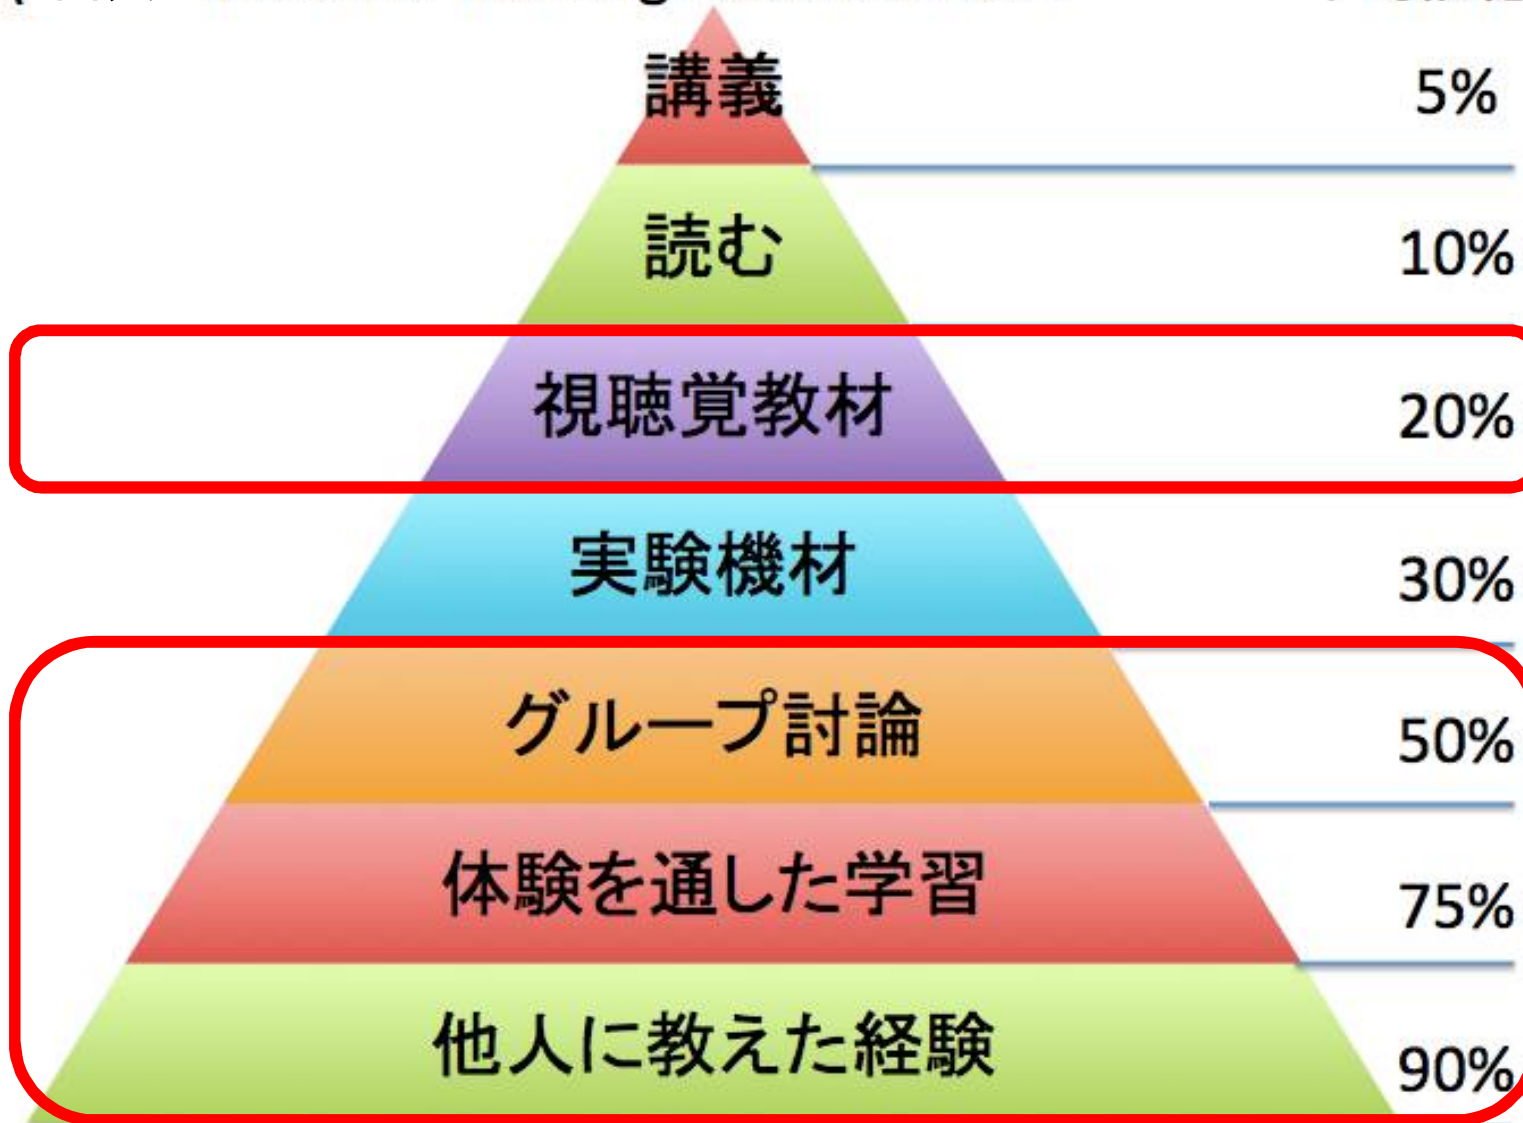 講義 5%
読む 10%
視聴覚教材 20%
実験機材 30%
グループ討論 50%
体験を通した学習 75%
他人に教えた経験 90%